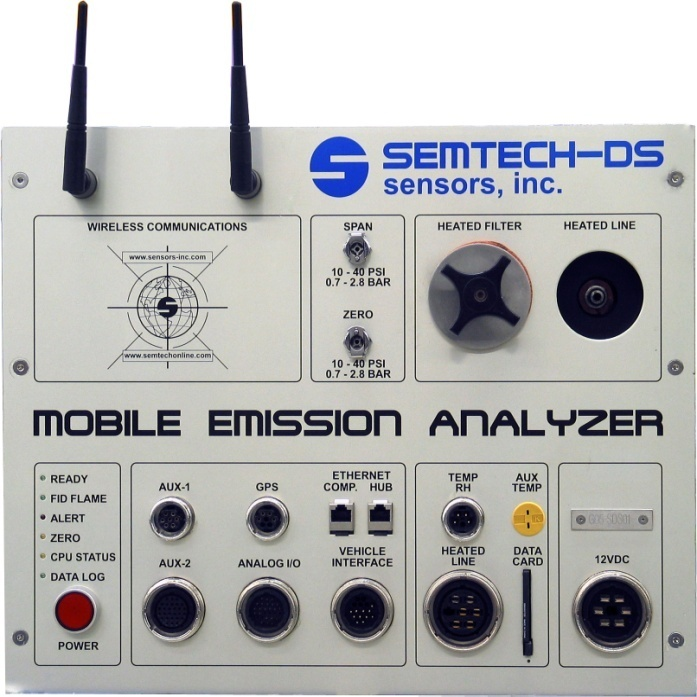 SEMTECH-DS
sensors, inc.
WIRELESS COMMUNICATIONS
www.sensors-inc.com
S
www.semtechonline.com
SPAN
10 - 40 PSI
0.7 - 2.8 BAR
ZERO
10 - 40 PSI
0.7 - 2.8 BAR
HEATED FILTER
HEATED LINE
MOBILE EMISSION ANALYZER
READY
FID FLAME
ALERT
ZERO
CPU STATUS
DATA LOG
POWER
AUX-1
GPS
ETHERNET
COMP. HUB
AUX-2
ANALOG I/O
VEHICLE
INTERFACE
TEMP
RH
AUX
TEMP
HEATED
LINE
DATA
CARD
12VDC